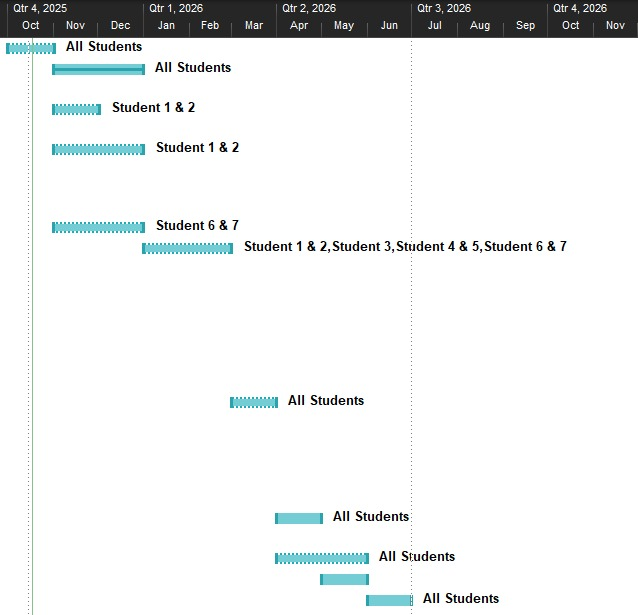 Qtr 4, 2025 Qtr 1, 2026 Qtr 2, 2026 Qtr 3, 2026 Qtr 4, 2026
Oct Nov Dec Jan Feb Mar Apr May Jun Jul Aug Sep Oct Nov
All Students
All Students
Student 1 & 2
Student 1 & 2
Student 6 & 7
Student 1 & 2,Student 3,Student 4 & 5,Student 6 & 7
All Students
All Students
All Students
All Students